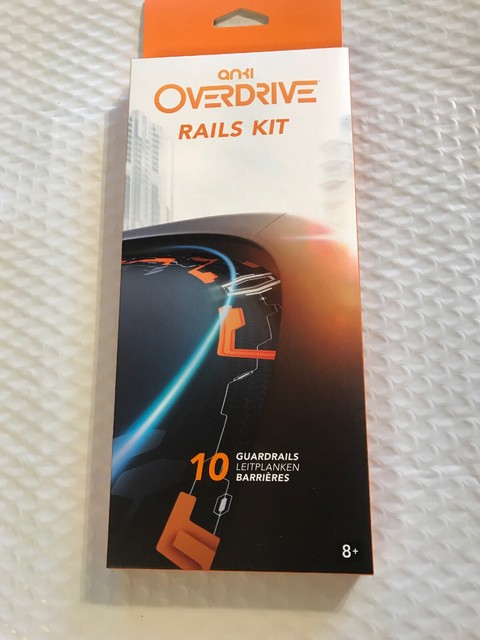 anki
OVERDRIVE
RAILS KIT
10
GUARDRAILS
LEITPLANKEN
BARRIÈRES
8+